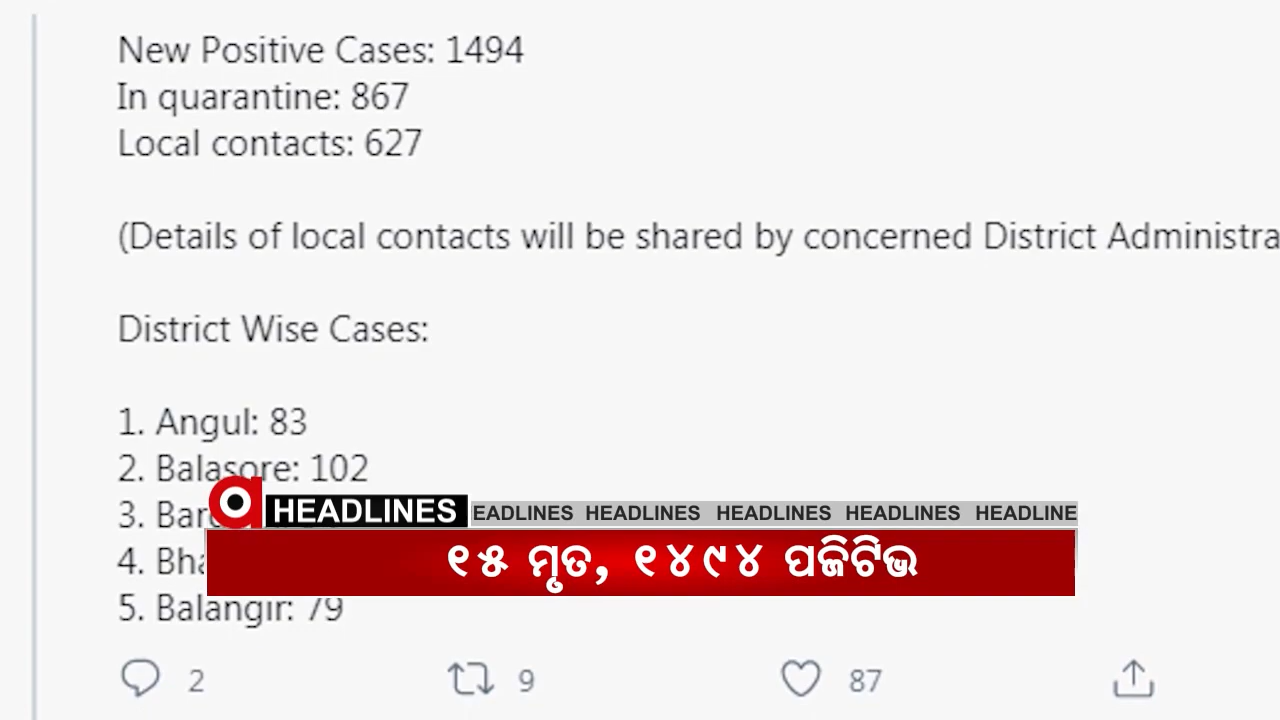 New Positive Cases: 1494
In quarantine: 867
Local contacts: 627
(Details of local contacts will be shared by concerned District Administra
District Wise Cases:
1. Angul: 83
2. Balasore: 102
3. Bar
4. Bha
5. Balangir: 79
a HEADLINES EADLINES HEADLINES HEADLINES HEADLINES HEADLINE
୧୫ ମୃତ, ୧୪୯୪ ପଜିଟିଭ
2 9 87